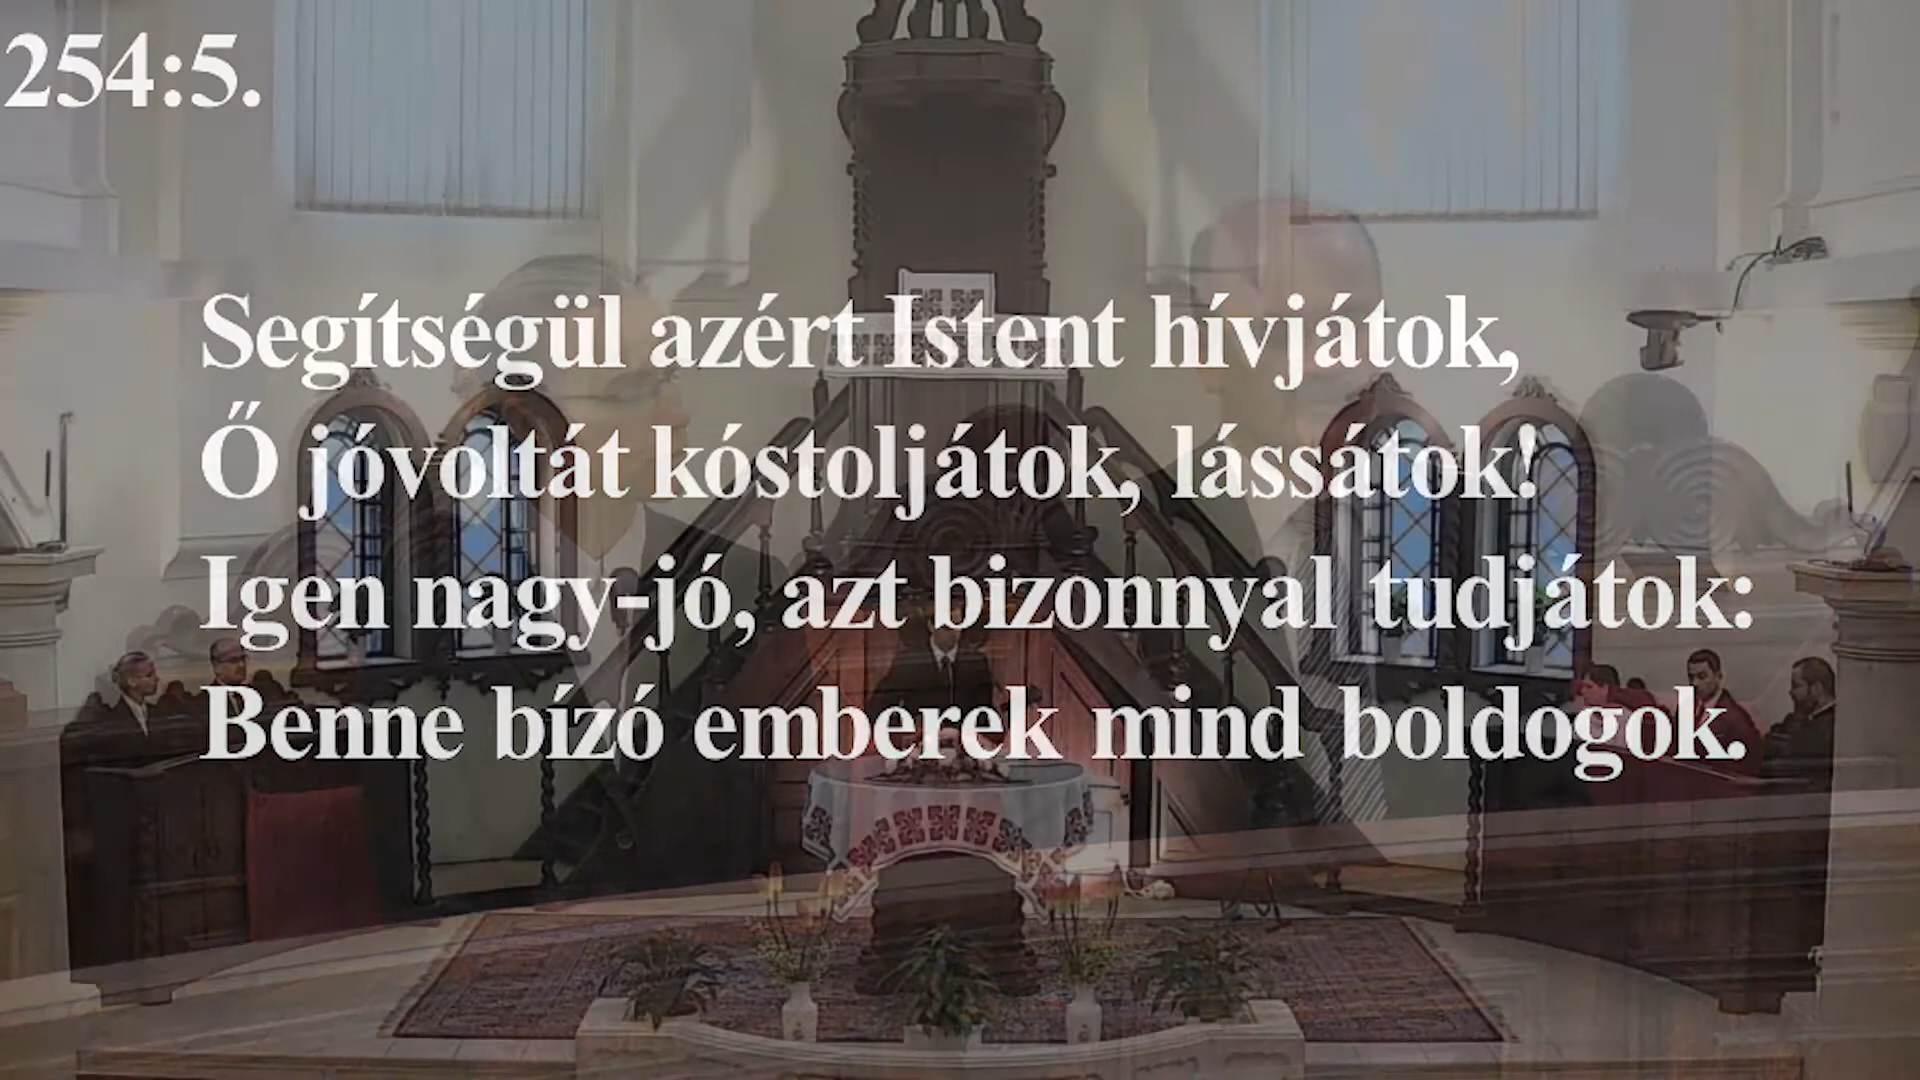 254:5.
Segítségül azért Istent hívjátok,
Ő jóvoltát kóstoljátok, lássátok!
Igen nagy-jó, azt bizonnyal tudjátok:
Benne bízó emberek mind boldogok.